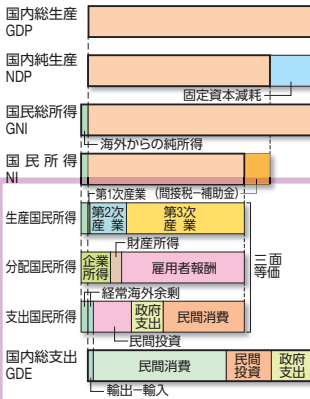 国内総生産
GDP
国内純生産
NDP
固定資本減耗
国民総所得
GNI
海外からの純所得
国民所得
NI
第1次産業
(間接税−補助金)
生産国民所得
第2次
産業
第3次
産業
財産所得
分配国民所得
企業
所得
雇用者報酬
三面
等価
経常海外余剰
支出国民所得
政府
支出
民間消費
民間投資
国内総支出
GDE
民間消費
民間
投資
政府
支出
輸出−輸入